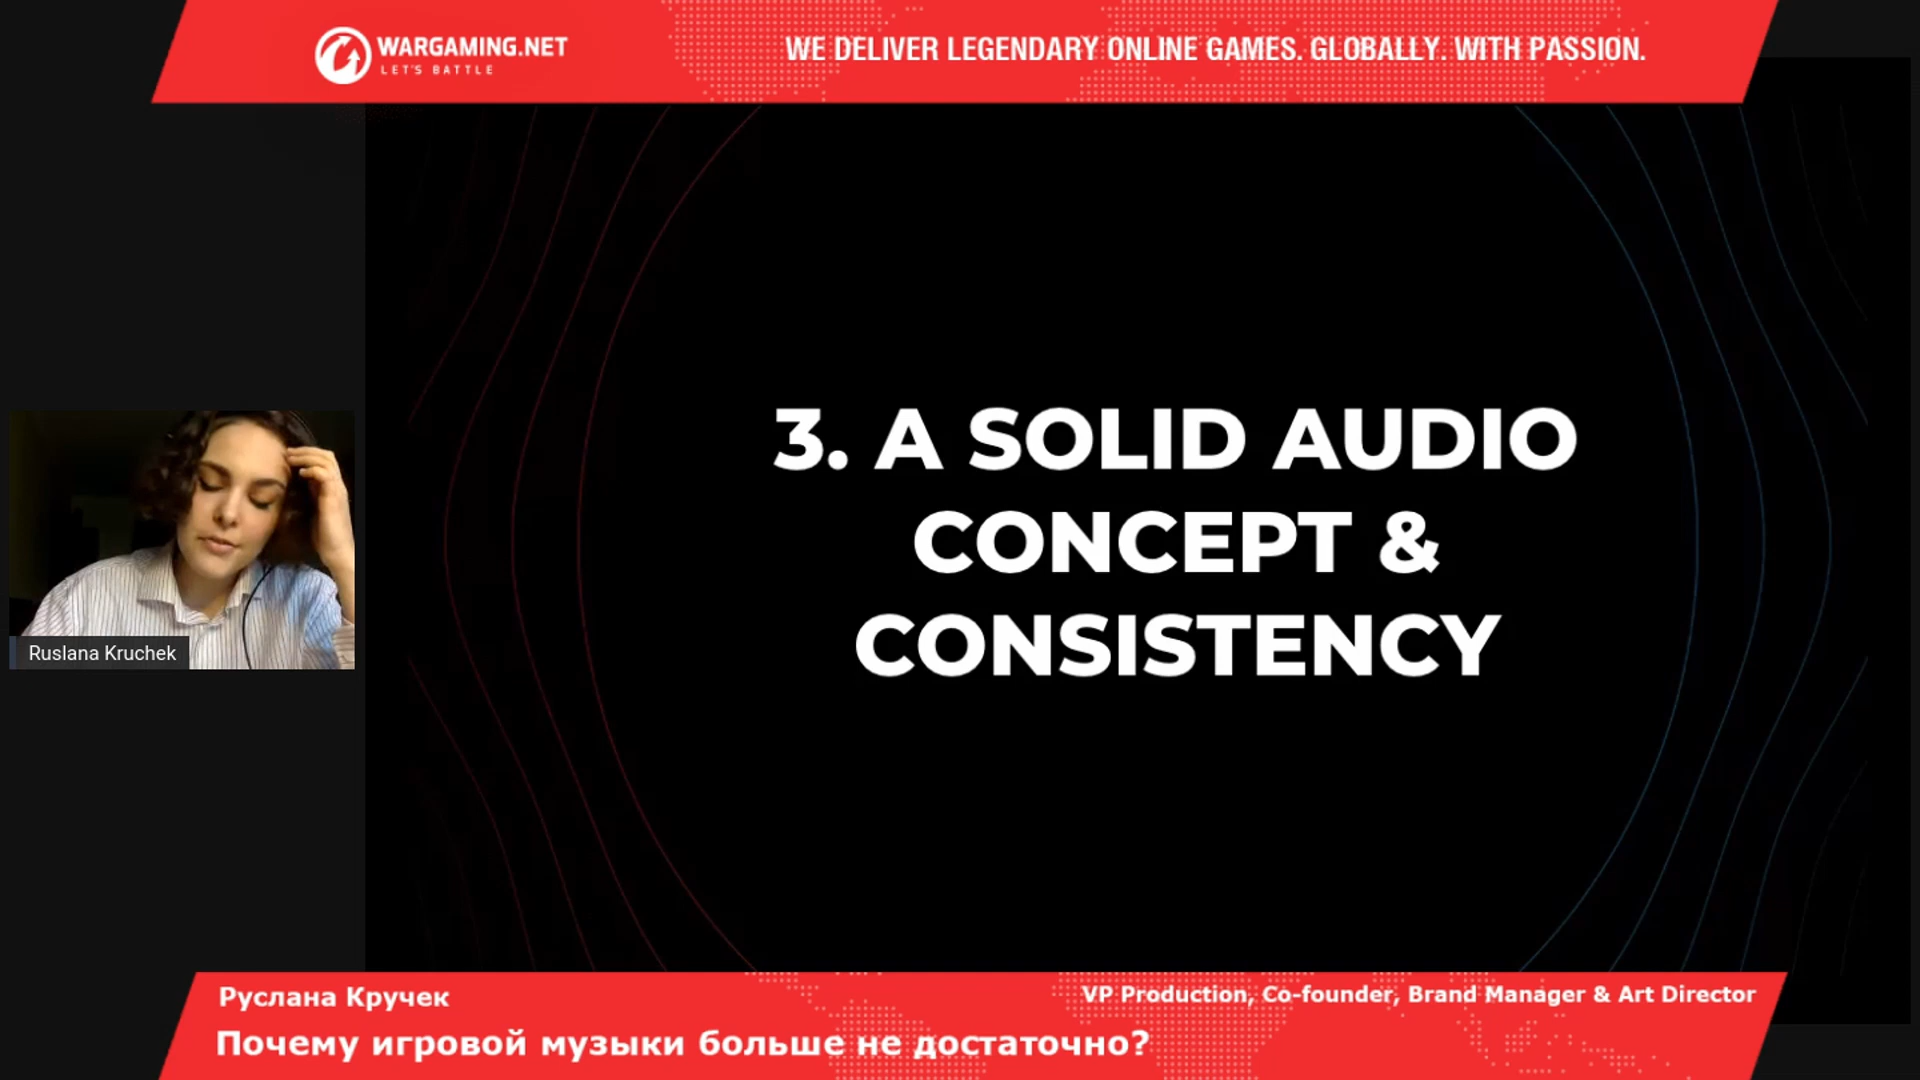 WARGAMING.NET
LET'S BATTLE
WE DELIVER LEGENDARY ONLINE GAMES. GLOBALLY. WITH PASSION.
3. A SOLID AUDIO
CONCEPT &
CONSISTENCY
Ruslana Kruchek
Руслана Кручек
VP Production, Co-founder, Brand Manager & Art Director
Почему игровой музыки больше не достаточно?